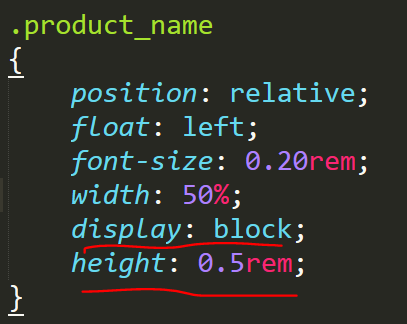 .product_name
{
position: relative;
float: left;
font-size: 0.20rem;
width: 50%;
display: block;
height: 0.5rem;
}